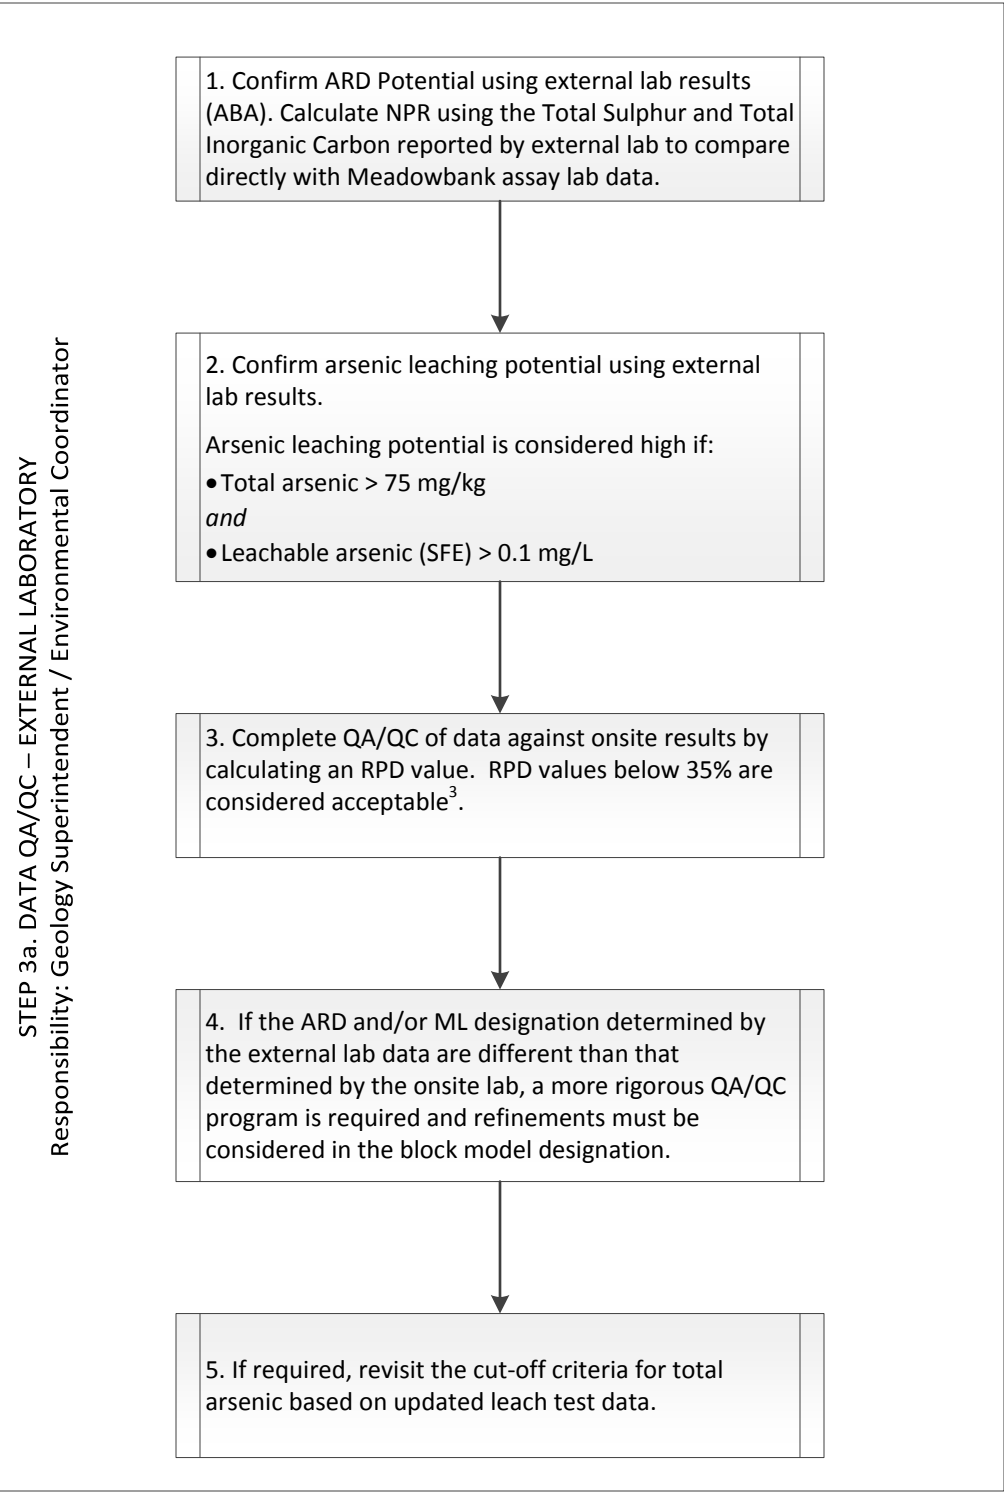 STEP 3a. DATA QA/QC – EXTERNAL LABORATORY
Responsibility: Geology Superintendent / Environmental Coordinator
1. Confirm ARD Potential using external lab results
(ABA). Calculate NPR using the Total Sulphur and Total
Inorganic Carbon reported by external lab to compare
directly with Meadowbank assay lab data.
2. Confirm arsenic leaching potential using external
lab results.
Arsenic leaching potential is considered high if:
•Total arsenic > 75 mg/kg
and
•Leachable arsenic (SFE) > 0.1 mg/L
3. Complete QA/QC of data against onsite results by
calculating an RPD value.  RPD values below 35% are
considered acceptable³.
4.  If the ARD and/or ML designation determined by
the external lab data are different than that
determined by the onsite lab, a more rigorous QA/QC
program is required and refinements must be
considered in the block model designation.
5. If required, revisit the cut-off criteria for total
arsenic based on updated leach test data.